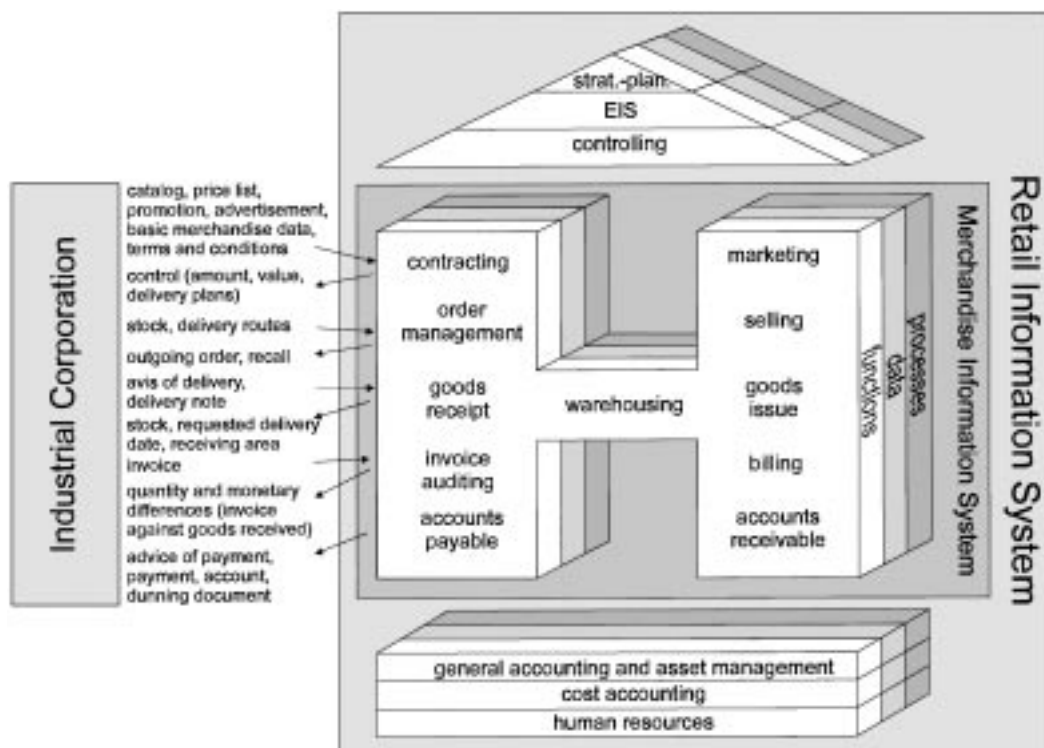 strat.-plan.
EIS
controlling
Industrial Corporation
catalog, price list,
promotion, advertisement,
basic merchandise data,
terms and conditions
control (amount, value,
delivery plans)
stock, delivery routes
outgoing order, recall
avis of delivery,
delivery note
stock, requested delivery
date, receiving area
invoice
quantity and monetary
differences (invoice
against goods received)
advice of payment,
payment, account,
dunning document
contracting
order
management
goods
receipt
invoice
auditing
accounts
payable
warehousing
marketing
selling
goods
issue
billing
accounts
receivable
functions
data
processes
Merchandise Information System
Retail Information System
general accounting and asset management
cost accounting
human resources